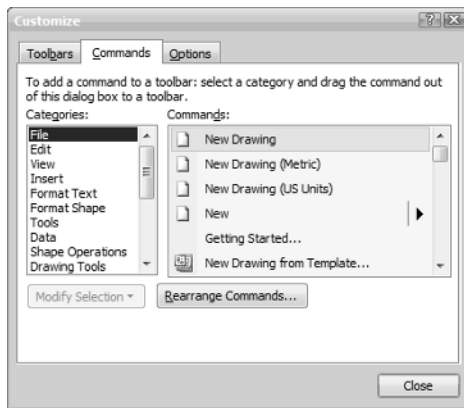 Customize
Toolbars Commands Options
To add a command to a toolbar: select a category and drag the command out
of this dialog box to a toolbar.
Categories: Commands:
File
Edit
View
Insert
Format Text
Format Shape
Tools
Data
Shape Operations
Drawing Tools
New Drawing
New Drawing (Metric)
New Drawing (US Units)
New
Getting Started...
New Drawing from Template...
Modify Selection Rearrange Commands...
Close